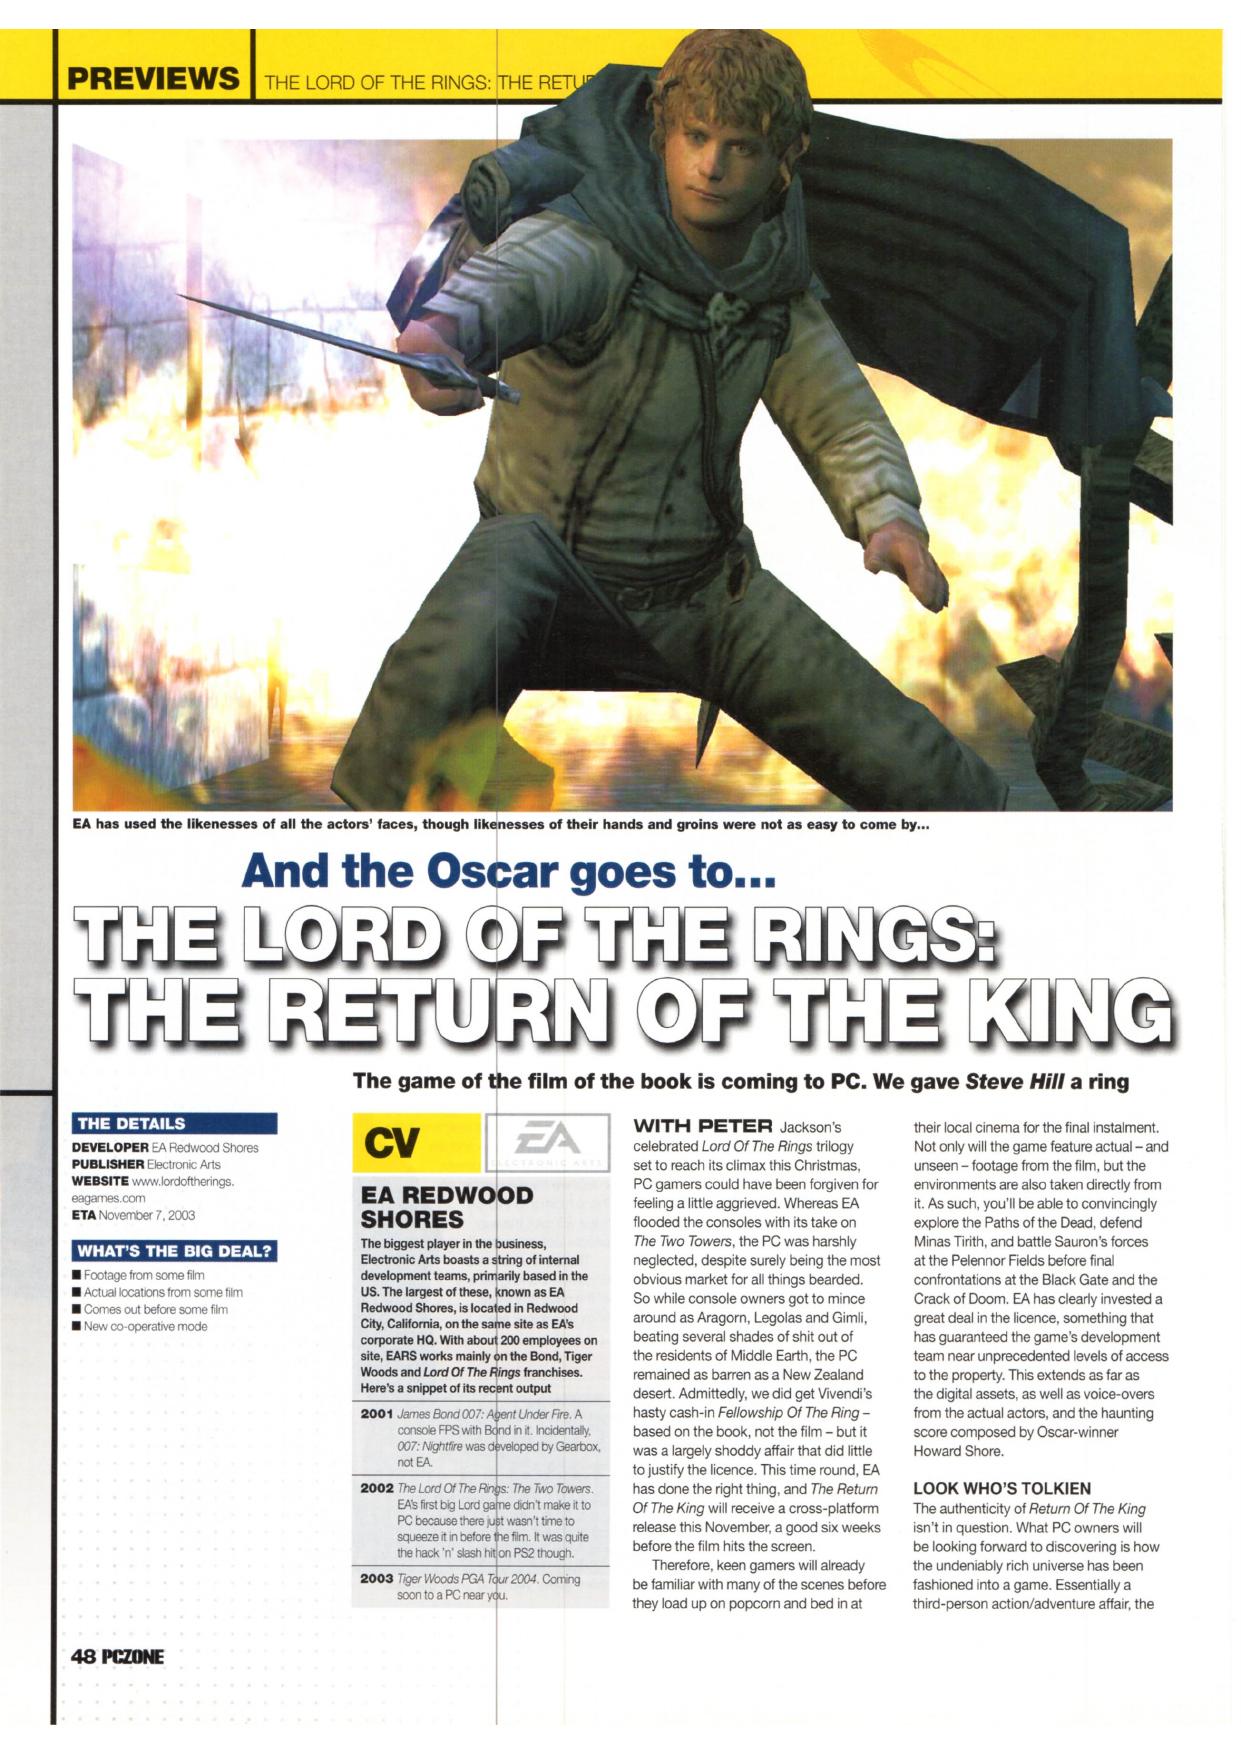 PREVIEWS THE LORD OF THE RINGS: THE RETU
EA has used the likenesses of all the actors' faces, though likenesses of their hands and groins were not as easy to come by...
And the Oscar goes to...
THE LORD OF THE RINGS:
THE RETURN OF THE KING
The game of the film of the book is coming to PC. We gave Steve Hill a ring
THE DETAILS
DEVELOPER EA Redwood Shores
PUBLISHER Electronic Arts
WEBSITE www.lordoftherings.
eagames.com
ETA November 7, 2003
WHAT'S THE BIG DEAL?
■ Footage from some film
■ Actual locations from some film
■ Comes out before some film
■ New co-operative mode
CV
EA
ELECTRONIC ARTS
EA REDWOOD
SHORES
The biggest player in the business,
Electronic Arts boasts a string of internal
development teams, primarily based in the
US. The largest of these, known as EA
Redwood Shores, is located in Redwood
City, California, on the same site as EA's
corporate HQ. With about 200 employees on
site, EARS works mainly on the Bond, Tiger
Woods and Lord Of The Rings franchises.
Here's a snippet of its recent output
2001 James Bond 007: Agent Under Fire. A
console FPS with Bond in it. Incidentally,
007: Nightfire was developed by Gearbox,
not EA.
2002 The Lord Of The Rings: The Two Towers.
EA's first big Lord game didn't make it to
PC because there just wasn't time to
squeeze it in before the film. It was quite
the hack 'n' slash hit on PS2 though.
2003 Tiger Woods PGA Tour 2004. Coming
soon to a PC near you.
WITH PETER Jackson's
celebrated Lord Of The Rings trilogy
set to reach its climax this Christmas,
PC gamers could have been forgiven for
feeling a little aggrieved. Whereas EA
flooded the consoles with its take on
The Two Towers, the PC was harshly
neglected, despite surely being the most
obvious market for all things bearded.
So while console owners got to mince
around as Aragorn, Legolas and Gimli,
beating several shades of shit out of
the residents of Middle Earth, the PC
remained as barren as a New Zealand
desert. Admittedly, we did get Vivendi's
hasty cash-in Fellowship Of The Ring –
based on the book, not the film – but it
was a largely shoddy affair that did little
to justify the licence. This time round, EA
has done the right thing, and The Return
Of The King will receive a cross-platform
release this November, a good six weeks
before the film hits the screen.
Therefore, keen gamers will already
be familiar with many of the scenes before
they load up on popcorn and bed in at
their local cinema for the final instalment.
Not only will the game feature actual – and
unseen – footage from the film, but the
environments are also taken directly from
it. As such, you'll be able to convincingly
explore the Paths of the Dead, defend
Minas Tirith, and battle Sauron's forces
at the Pelennor Fields before final
confrontations at the Black Gate and the
Crack of Doom. EA has clearly invested a
great deal in the licence, something that
has guaranteed the game's development
team near unprecedented levels of access
to the property. This extends as far as
the digital assets, as well as voice-overs
from the actual actors, and the haunting
score composed by Oscar-winner
Howard Shore.
LOOK WHO'S TOLKIEN
The authenticity of Return Of The King
isn't in question. What PC owners will
be looking forward to discovering is how
the undeniably rich universe has been
fashioned into a game. Essentially a
third-person action/adventure affair, the
48 PCZONE